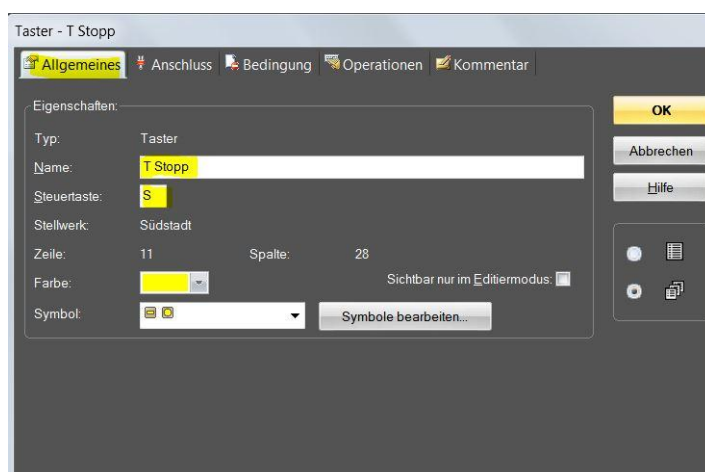 Taster - T Stopp
Allgemeines Anschluss Bedingung Operationen Kommentar
Eigenschaften:
OK
Typ: Taster
Abbrechen
Name: T Stopp
Hilfe
Steuertaste: S
Stellwerk: Südstadt
Zeile: 11 Spalte: 28
Farbe: Sichtbar nur im Editiermodus:
Symbol: Symbole bearbeiten...